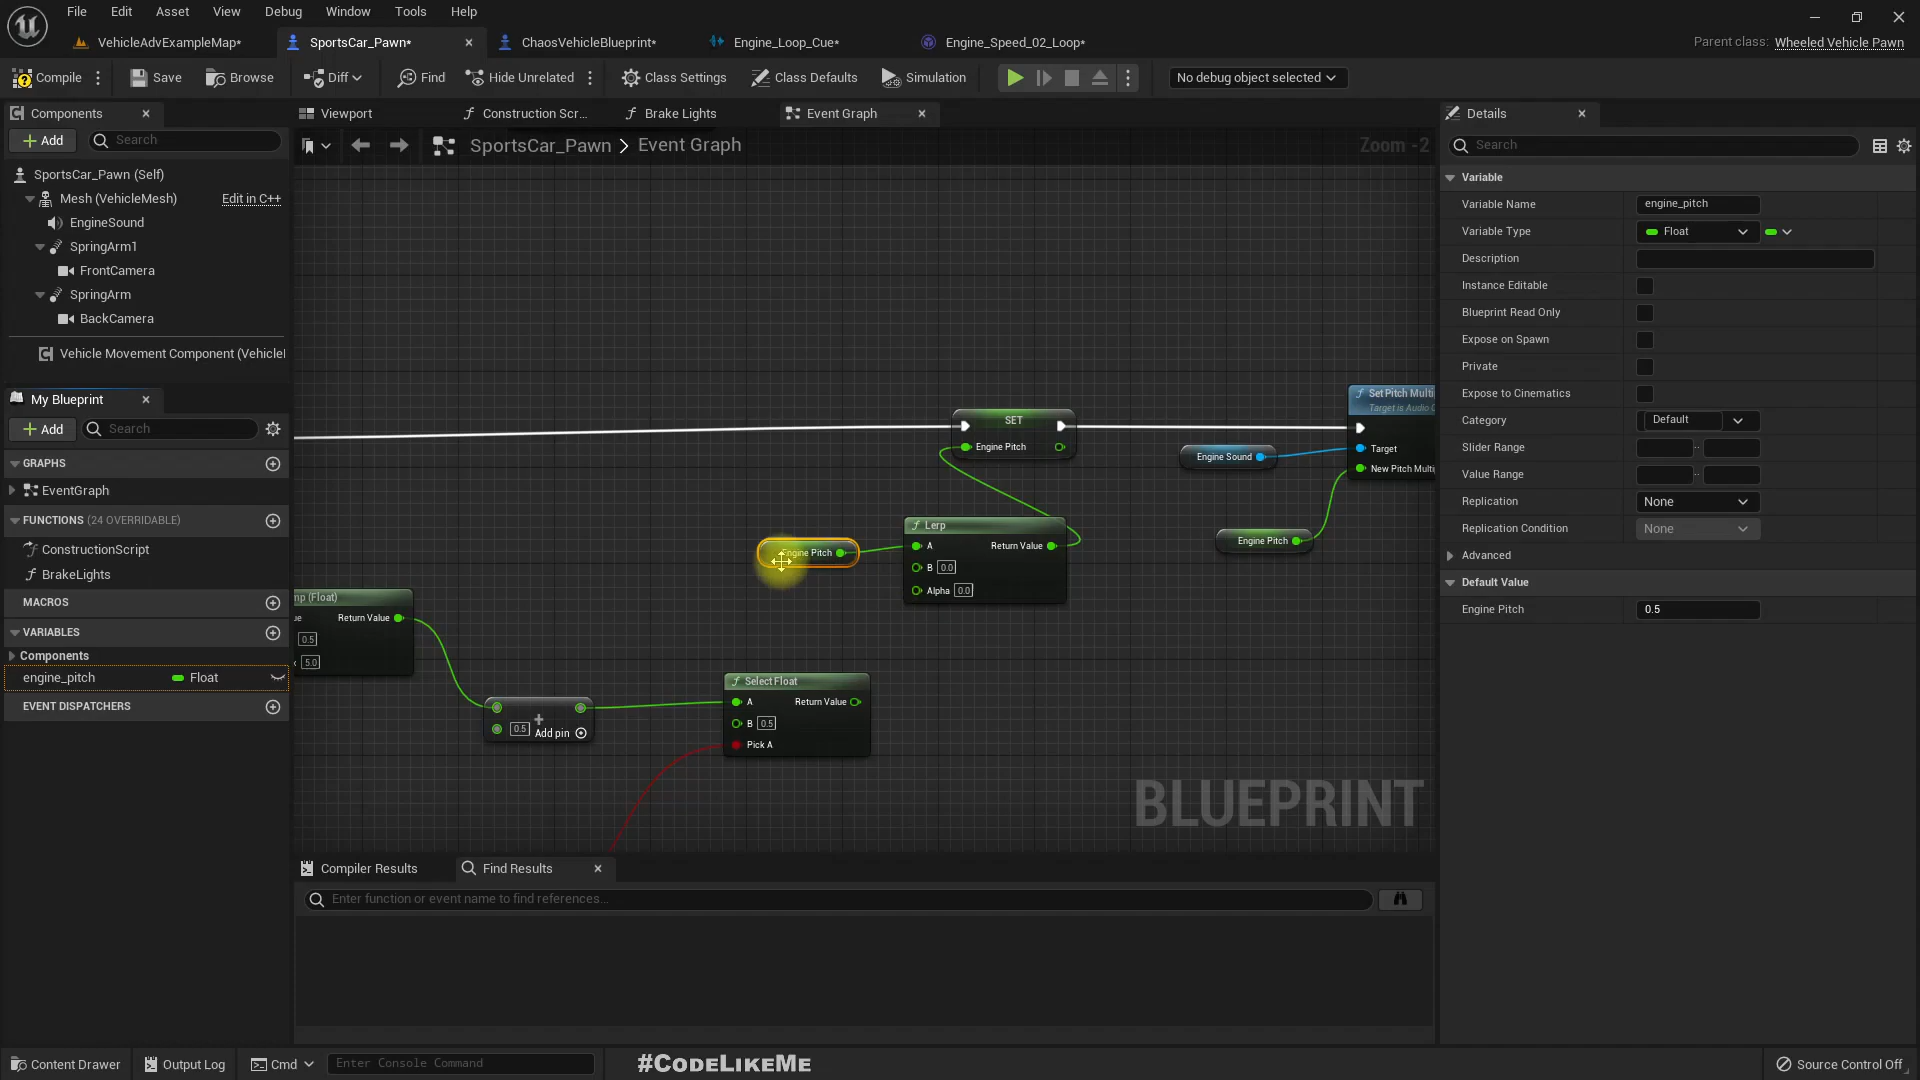 File Edit Asset View Debug Window Tools Help
VehicleAdvExampleMap* SportsCar_Pawn* ChaosVehicleBlueprint* Engine_Loop_Cue* Engine_Speed_02_Loop*
Parent class: Wheeled Vehicle Pawn
Compile Save Browse Diff Find Hide Unrelated Class Settings Class Defaults Simulation No debug object selected
Components
Viewport Construction Scr... Brake Lights Event Graph
Details
Add Search
SportsCar_Pawn Event Graph
Zoom -2
Search
SportsCar_Pawn (Self)
Mesh (VehicleMesh) Edit in C++
EngineSound
SpringArm1
FrontCamera
SpringArm
BackCamera
Vehicle Movement Component (Vehicle
My Blueprint
Add Search
GRAPHS
EventGraph
FUNCTIONS (24 OVERRIDABLE)
ConstructionScript
BrakeLights
MACROS
VARIABLES
Components
engine_pitch Float
EVENT DISPATCHERS
SET
Engine Pitch
Set Pitch Multi
Target is Audio C
Target
New Pitch Multi
Engine Sound
Engine Pitch
Engine Pitch
Lerp
A Return Value
B 0.0
Alpha 0.0
mp (Float)
Return Value
0.5
5.0
0.5 Add pin
Select Float
A Return Value
B 0.5
Pick A
BLUEPRINT
Variable
Variable Name engine_pitch
Variable Type Float
Description
Instance Editable
Blueprint Read Only
Expose on Spawn
Private
Expose to Cinematics
Category Default
Slider Range
Value Range
Replication None
Replication Condition None
Advanced
Default Value
Engine Pitch 0.5
Compiler Results Find Results
Enter function or event name to find references...
Content Drawer Output Log Cmd Enter Console Command
#CodeLikeMe
Source Control Off